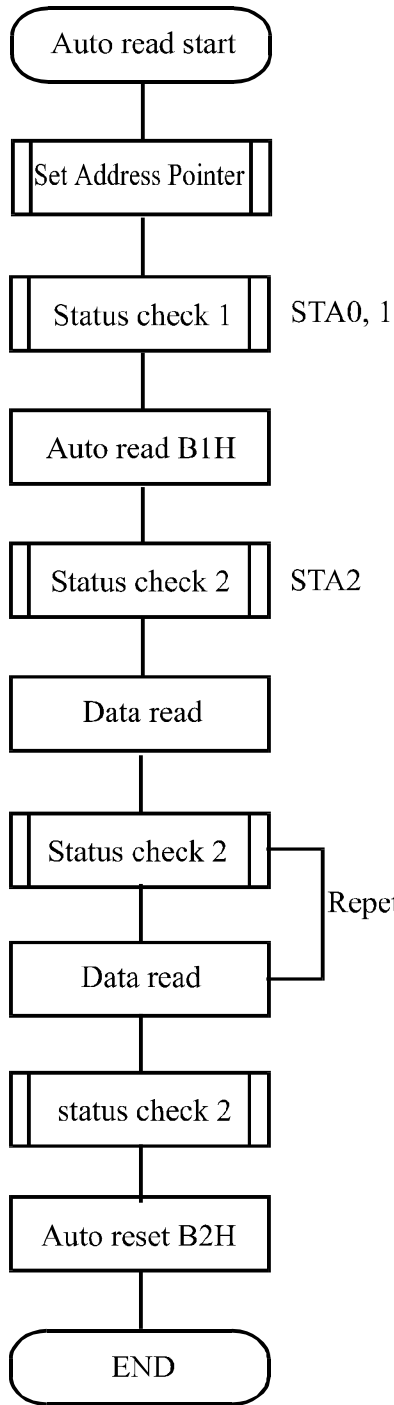 Auto read start
Set Address Pointer
Status check 1
STA0, 1
Auto read B1H
Status check 2
STA2
Data read
Status check 2
Repet
Data read
status check 2
Auto reset B2H
END